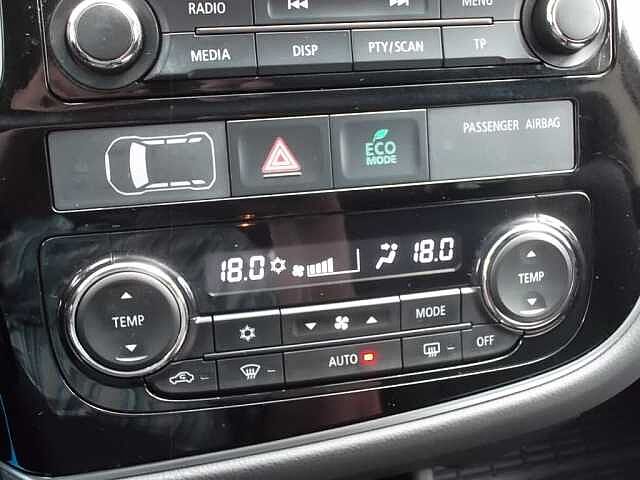 RADIO MENU
MEDIA DISP PTY/SCAN TP
ECO
MODE
PASSENGER AIRBAG
18.0 18.0
TEMP MODE TEMP
AUTO OFF